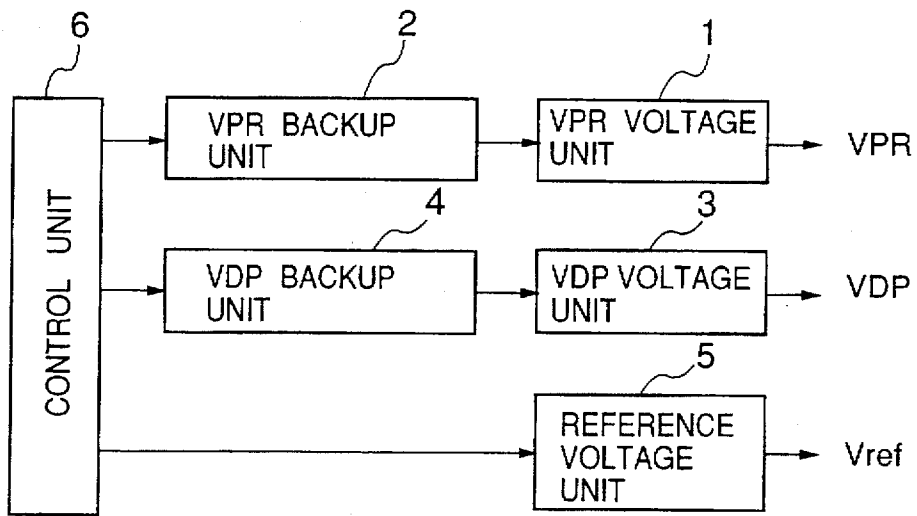 6
2
1
VPR BACKUP
UNIT
VPR VOLTAGE
UNIT
VPR
4
3
VDP BACKUP
UNIT
VDP VOLTAGE
UNIT
VDP
CONTROL UNIT
5
REFERENCE
VOLTAGE
UNIT
Vref